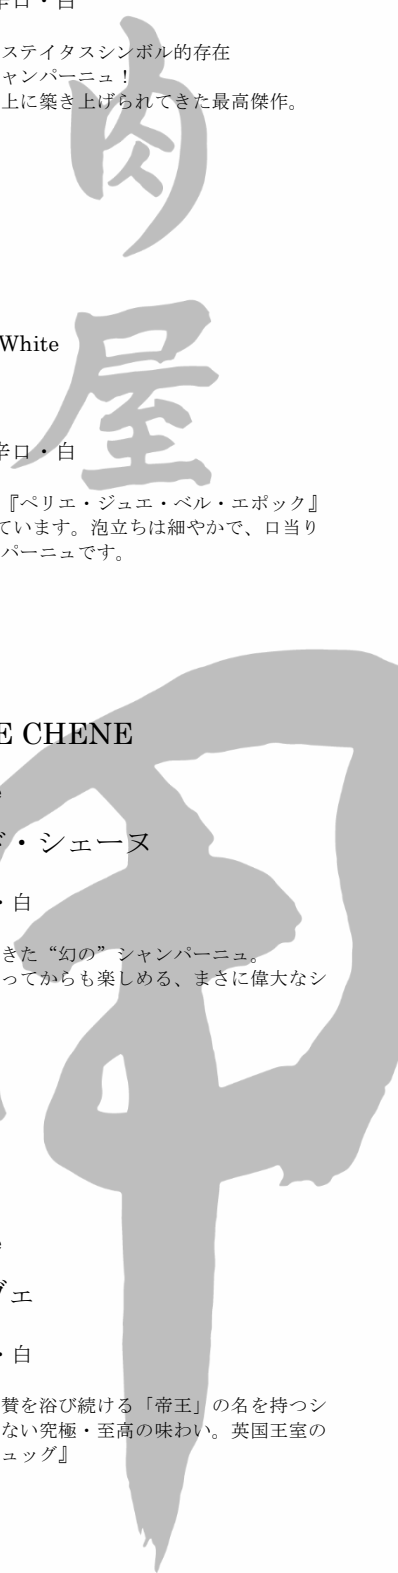 辛口・白
ステイタスシンボル的存在
ャンパーニュ！
上に築き上げられてきた最高傑作。
肉屋
White
辛口・白
『ペリエ・ジュエ・ベル・エポック』
ています。泡立ちは細やかで、口当り
パーニュです。
E CHENE
ド・シェーヌ
・白
きた“幻の”シャンパーニュ。
ってからも楽しめる、まさに偉大なシ
甲
ヴェ
・白
賛を浴び続ける「帝王」の名を持つシ
ない究極・至高の味わい。英国王室の
ュッグ』